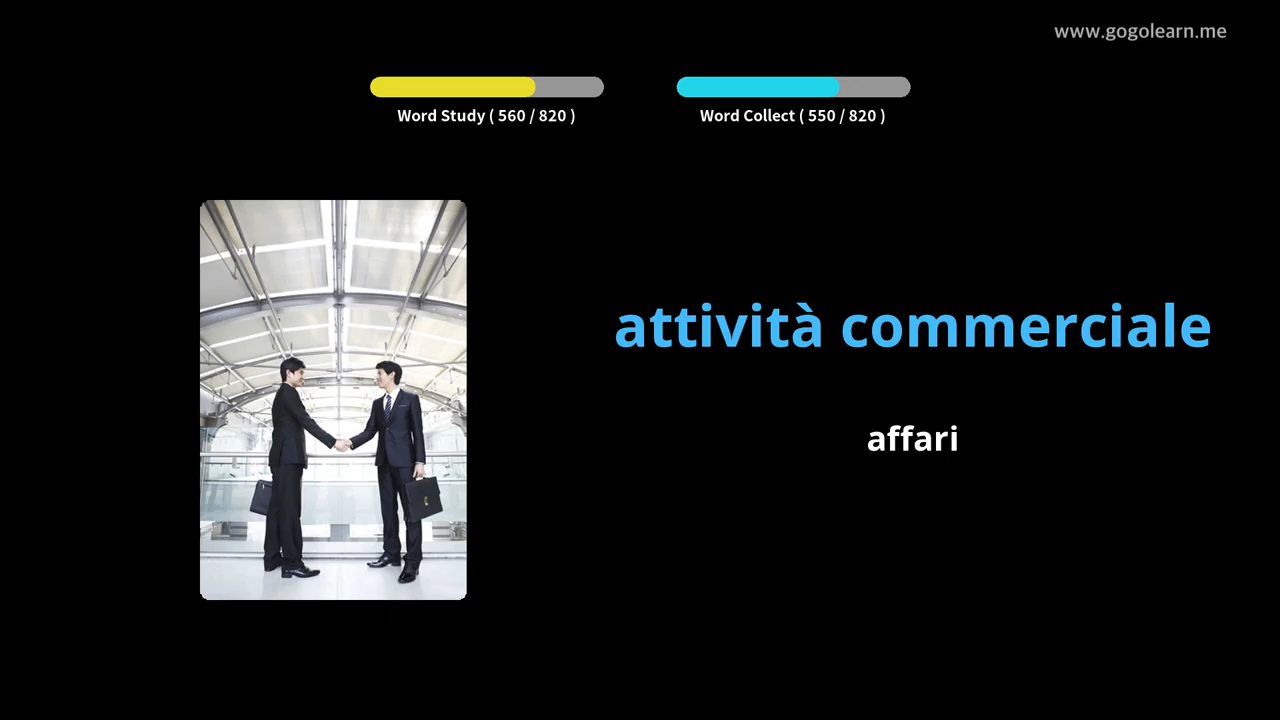 www.gogolearn.me
Word Study ( 560 / 820 )
Word Collect ( 550 / 820 )
attività commerciale
affari